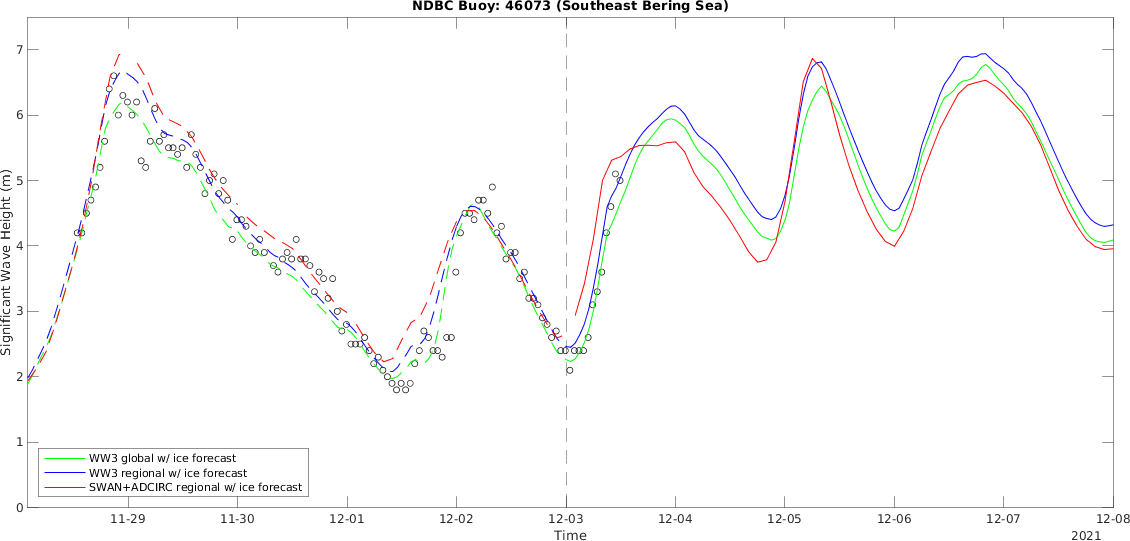 NDBC Buoy: 46073 (Southeast Bering Sea)
Significant Wave Height (m)
7
6
5
4
3
2
1
0
WW3 global w/ ice forecast
WW3 regional w/ ice forecast
SWAN+ADCIRC regional w/ ice forecast
11-29 11-30 12-01 12-02 12-03 12-04 12-05 12-06 12-07 12-08
Time
2021